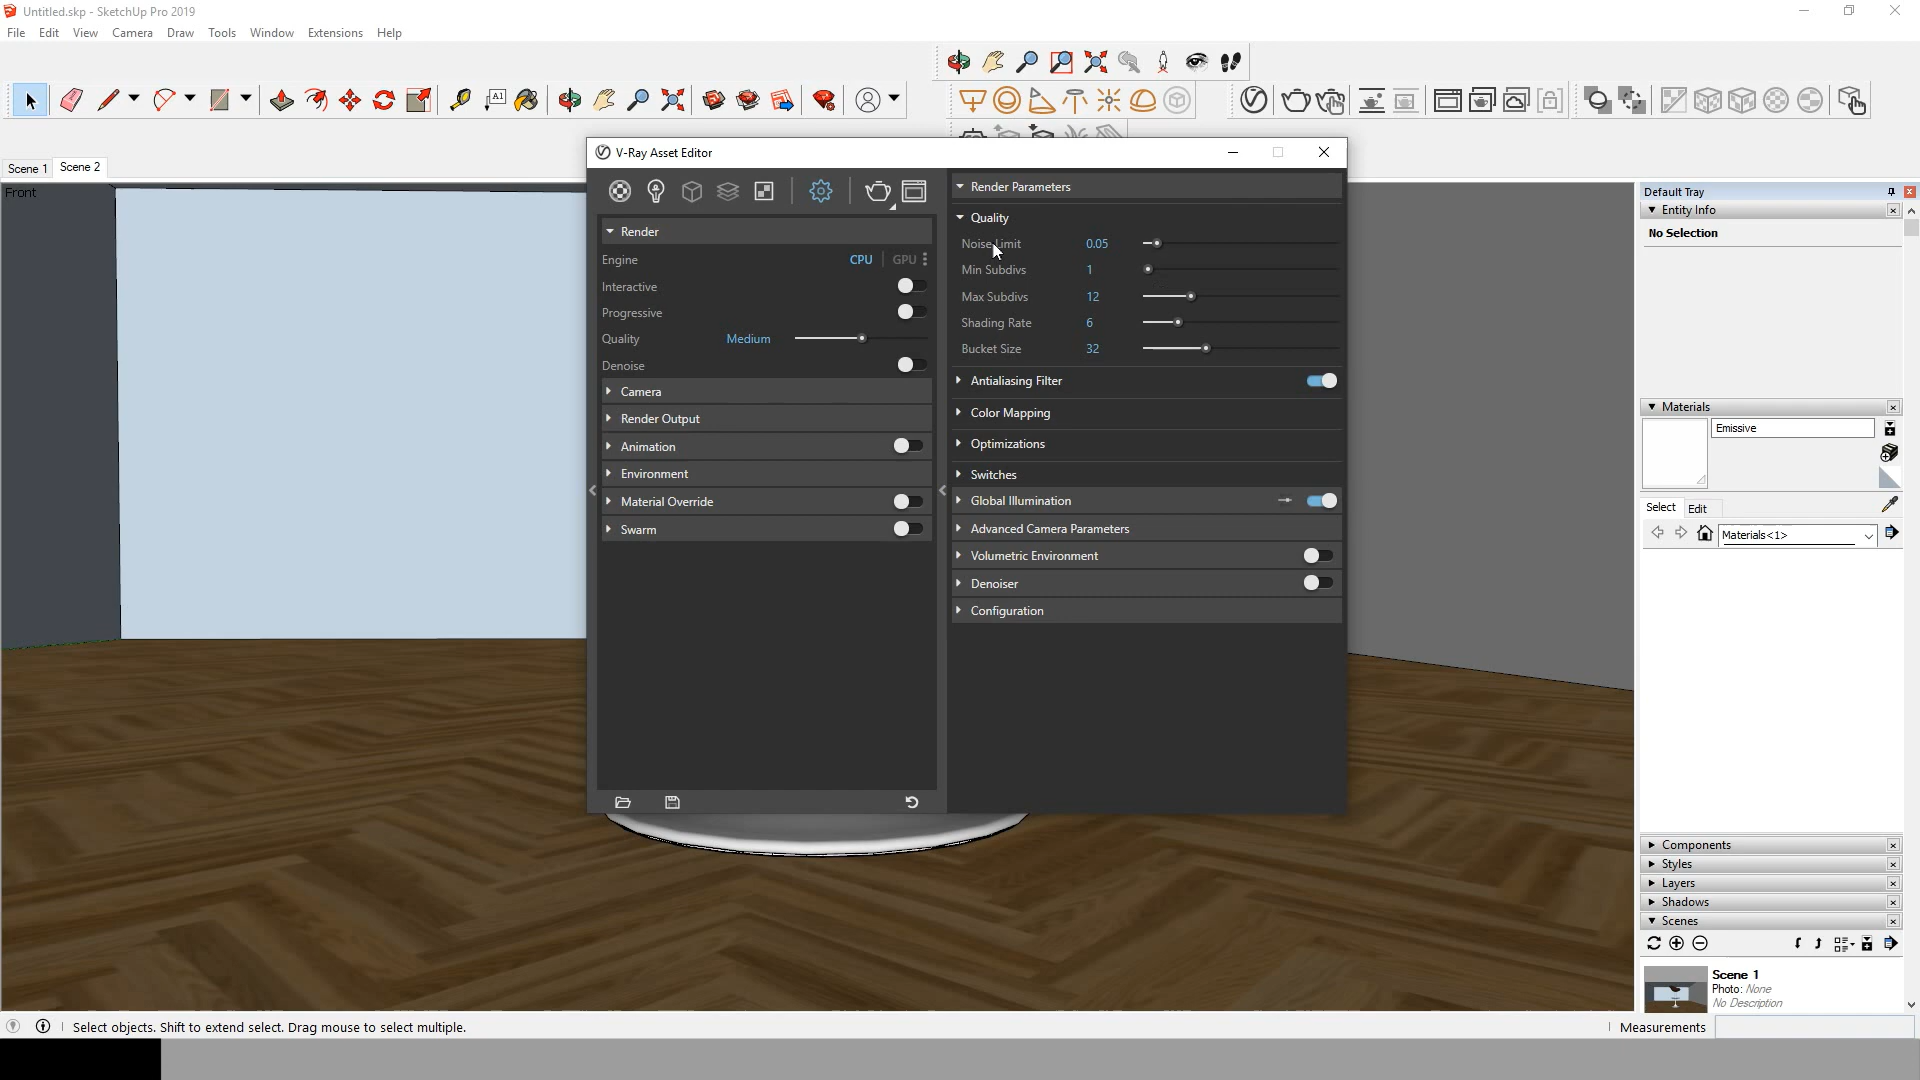 Untitled.skp - SketchUp Pro 2019
File Edit View Camera Draw Tools Window Extensions Help
A1
Scene 1 Scene 2
Front
V-Ray Asset Editor
Render
Engine CPU GPU
Interactive
Progressive
Quality Medium
Denoise
Camera
Render Output
Animation
Environment
Material Override
Swarm
Render Parameters
Quality
Noise Limit 0.05
Min Subdivs 1
Max Subdivs 12
Shading Rate 6
Bucket Size 32
Antialiasing Filter
Color Mapping
Optimizations
Switches
Global Illumination
Advanced Camera Parameters
Volumetric Environment
Denoiser
Configuration
Default Tray
Entity Info
No Selection
Materials
Emissive
Select Edit
Materials<1>
Components
Styles
Layers
Shadows
Scenes
Scene 1
Photo: None
No Description
Select objects. Shift to extend select. Drag mouse to select multiple.
Measurements